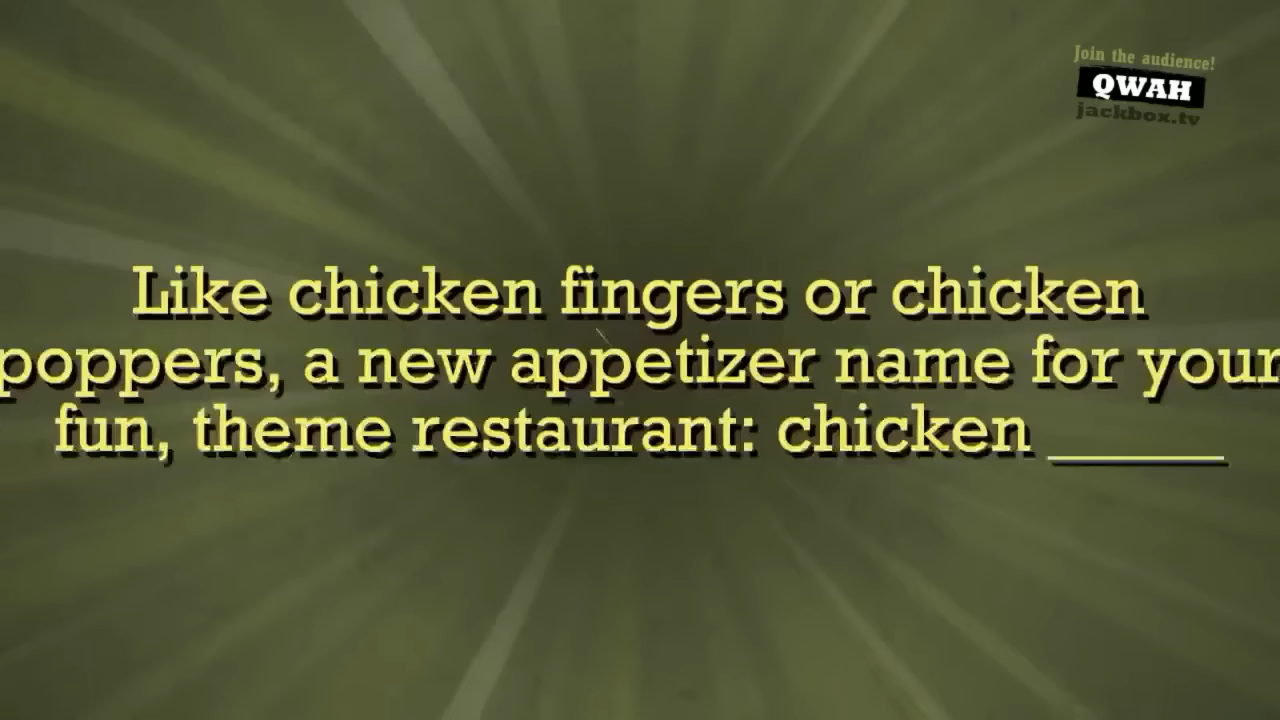 Join the audience!
QWAH
jackbox.tv
Like chicken fingers or chicken
poppers, a new appetizer name for your
fun, theme restaurant: chicken ______